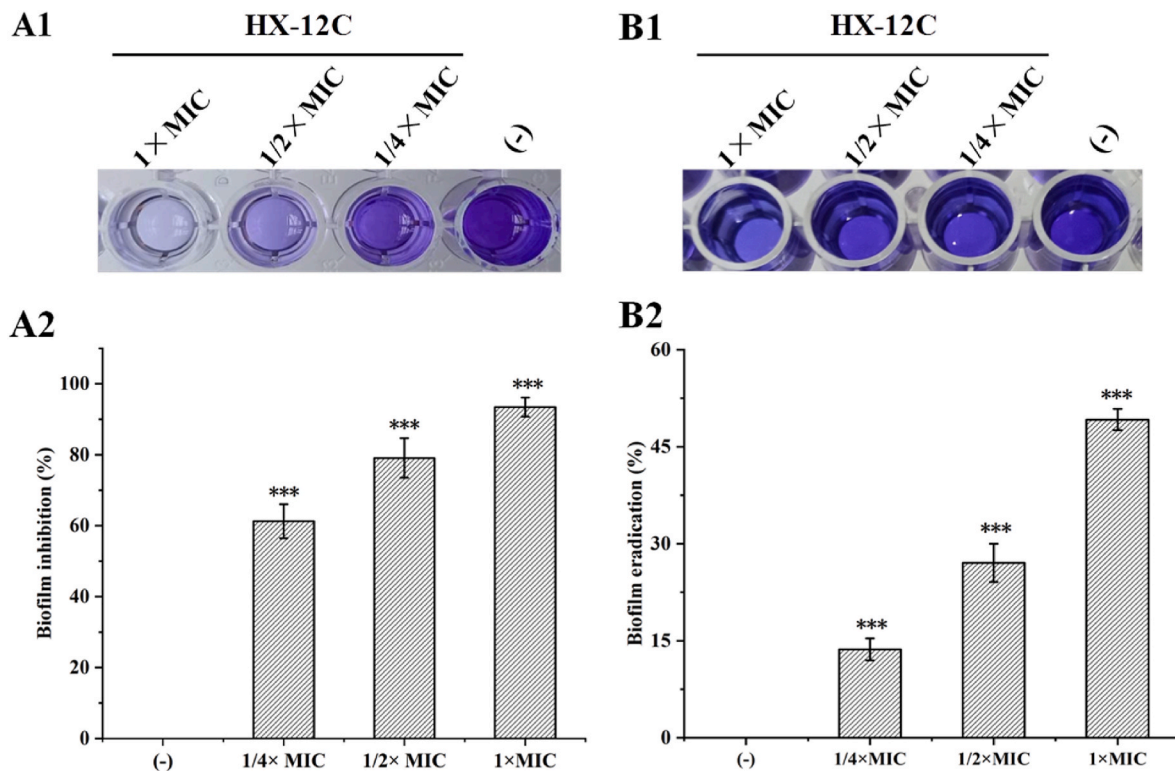 A1
HX-12C
1× MIC
1/2× MIC
1/4× MIC
(-)
B1
HX-12C
1× MIC
1/2× MIC
1/4× MIC
(-)
A2
Biofilm inhibition (%)
100
80
60
40
20
0
***
***
***
(-)
1/4× MIC
1/2× MIC
1×MIC
B2
Biofilm eradication (%)
60
45
30
15
0
***
***
***
(-)
1/4×MIC
1/2×MIC
1×MIC